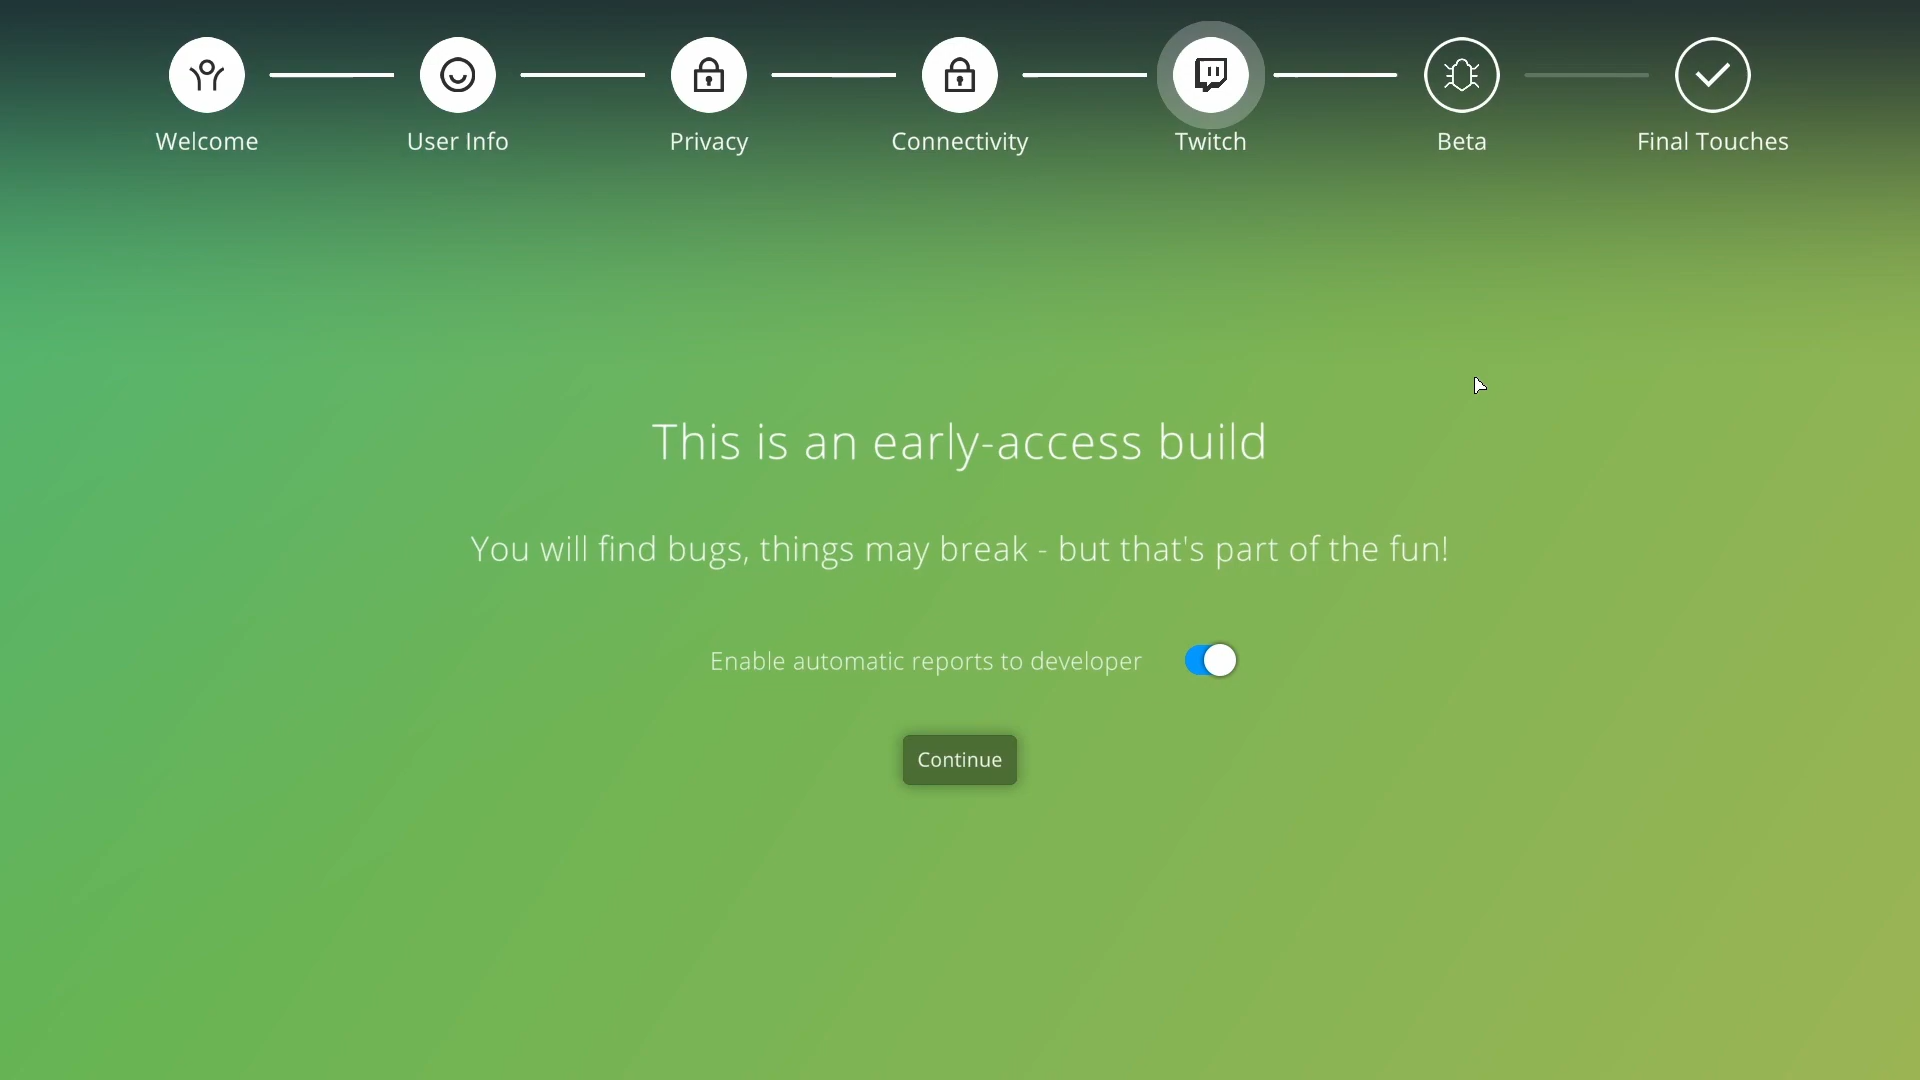 Welcome
User Info
Privacy
Connectivity
Twitch
Beta
Final Touches
This is an early-access build
You will find bugs, things may break - but that's part of the fun!
Enable automatic reports to developer
Continue